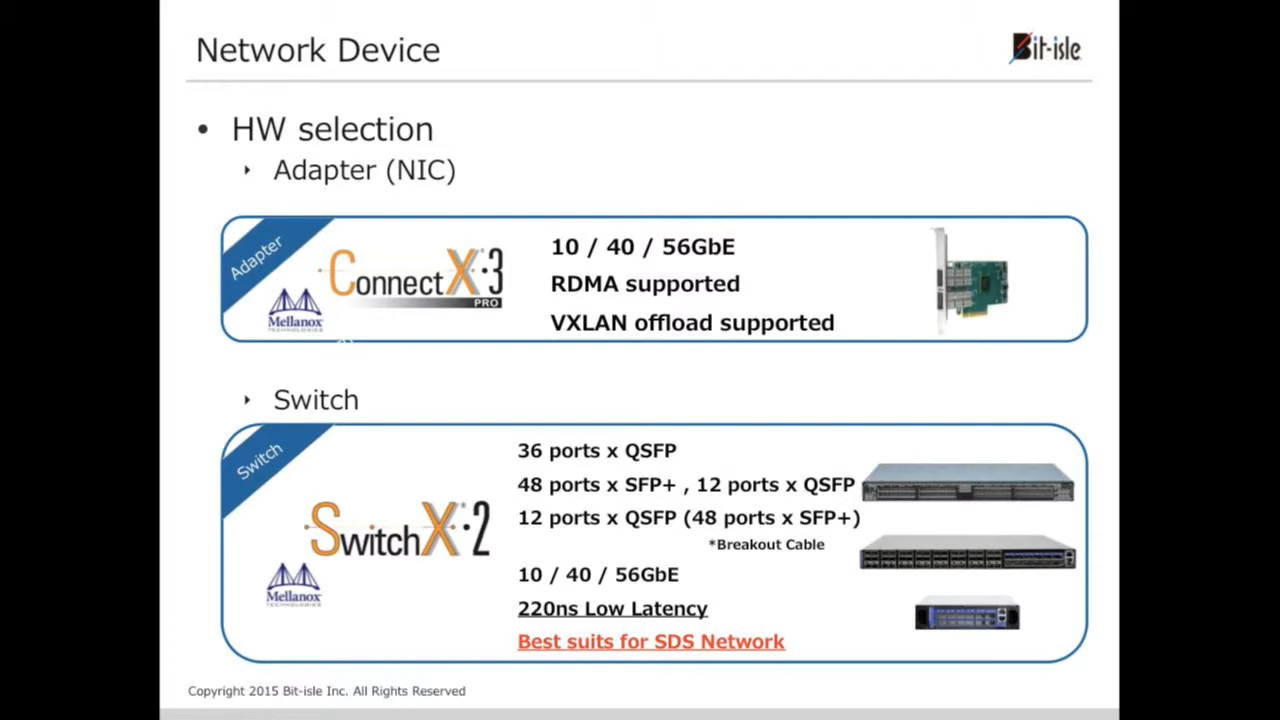 Network Device
Bit-isle
• HW selection
‣ Adapter (NIC)
Adapter
ConnectX·3
PRO
Mellanox
TECHNOLOGIES
10 / 40 / 56GbE
RDMA supported
VXLAN offload supported
‣ Switch
Switch
SwitchX·2
Mellanox
TECHNOLOGIES
36 ports x QSFP
48 ports x SFP+ , 12 ports x QSFP
12 ports x QSFP (48 ports x SFP+)
*Breakout Cable
10 / 40 / 56GbE
220ns Low Latency
Best suits for SDS Network
Copyright 2015 Bit-isle Inc. All Rights Reserved